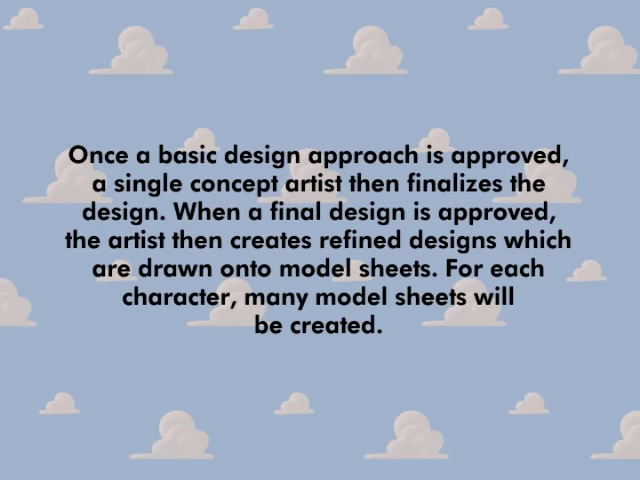 Once a basic design approach is approved,
a single concept artist then finalizes the
design. When a final design is approved,
the artist then creates refined designs which
are drawn onto model sheets. For each
character, many model sheets will
be created.